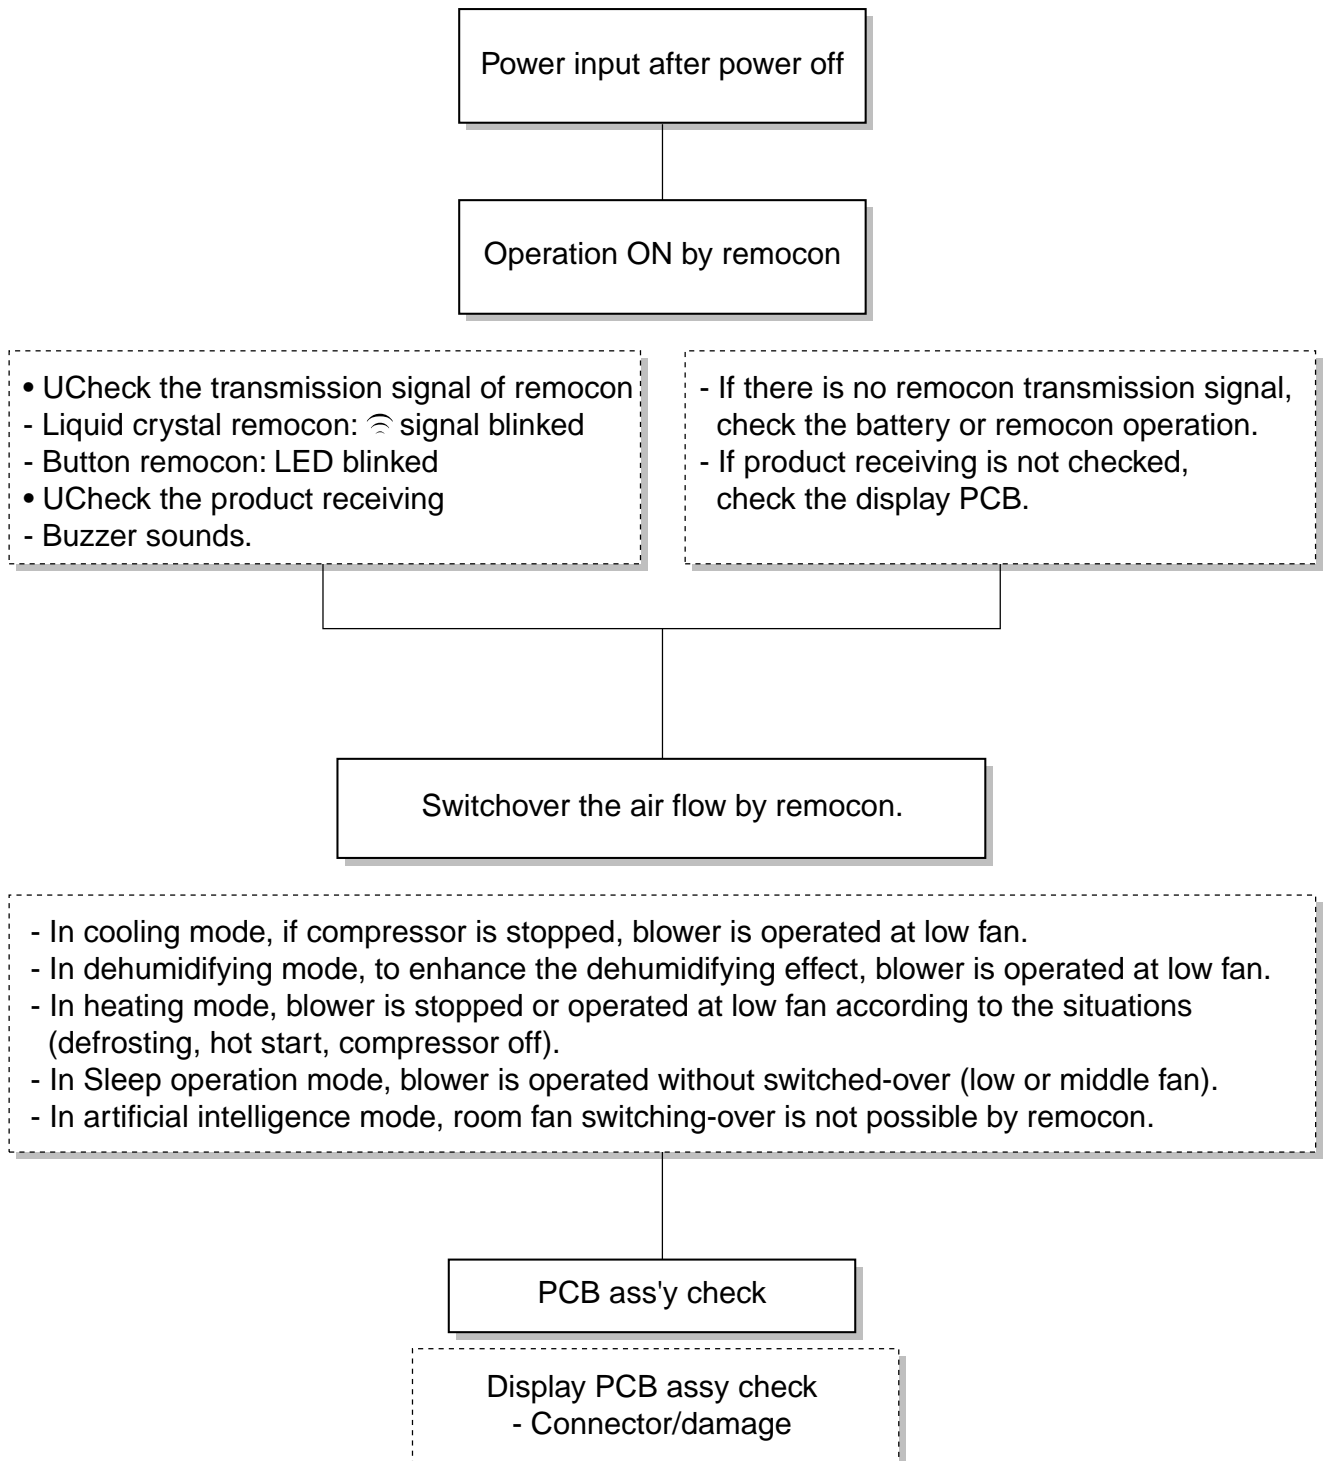 Power input after power off
Operation ON by remocon
• UCheck the transmission signal of remocon
- Liquid crystal remocon: signal blinked
- Button remocon: LED blinked
• UCheck the product receiving
- Buzzer sounds.
- If there is no remocon transmission signal,
check the battery or remocon operation.
- If product receiving is not checked,
check the display PCB.
Switchover the air flow by remocon.
- In cooling mode, if compressor is stopped, blower is operated at low fan.
- In dehumidifying mode, to enhance the dehumidifying effect, blower is operated at low fan.
- In heating mode, blower is stopped or operated at low fan according to the situations
(defrosting, hot start, compressor off).
- In Sleep operation mode, blower is operated without switched-over (low or middle fan).
- In artificial intelligence mode, room fan switching-over is not possible by remocon.
PCB ass'y check
Display PCB assy check
- Connector/damage